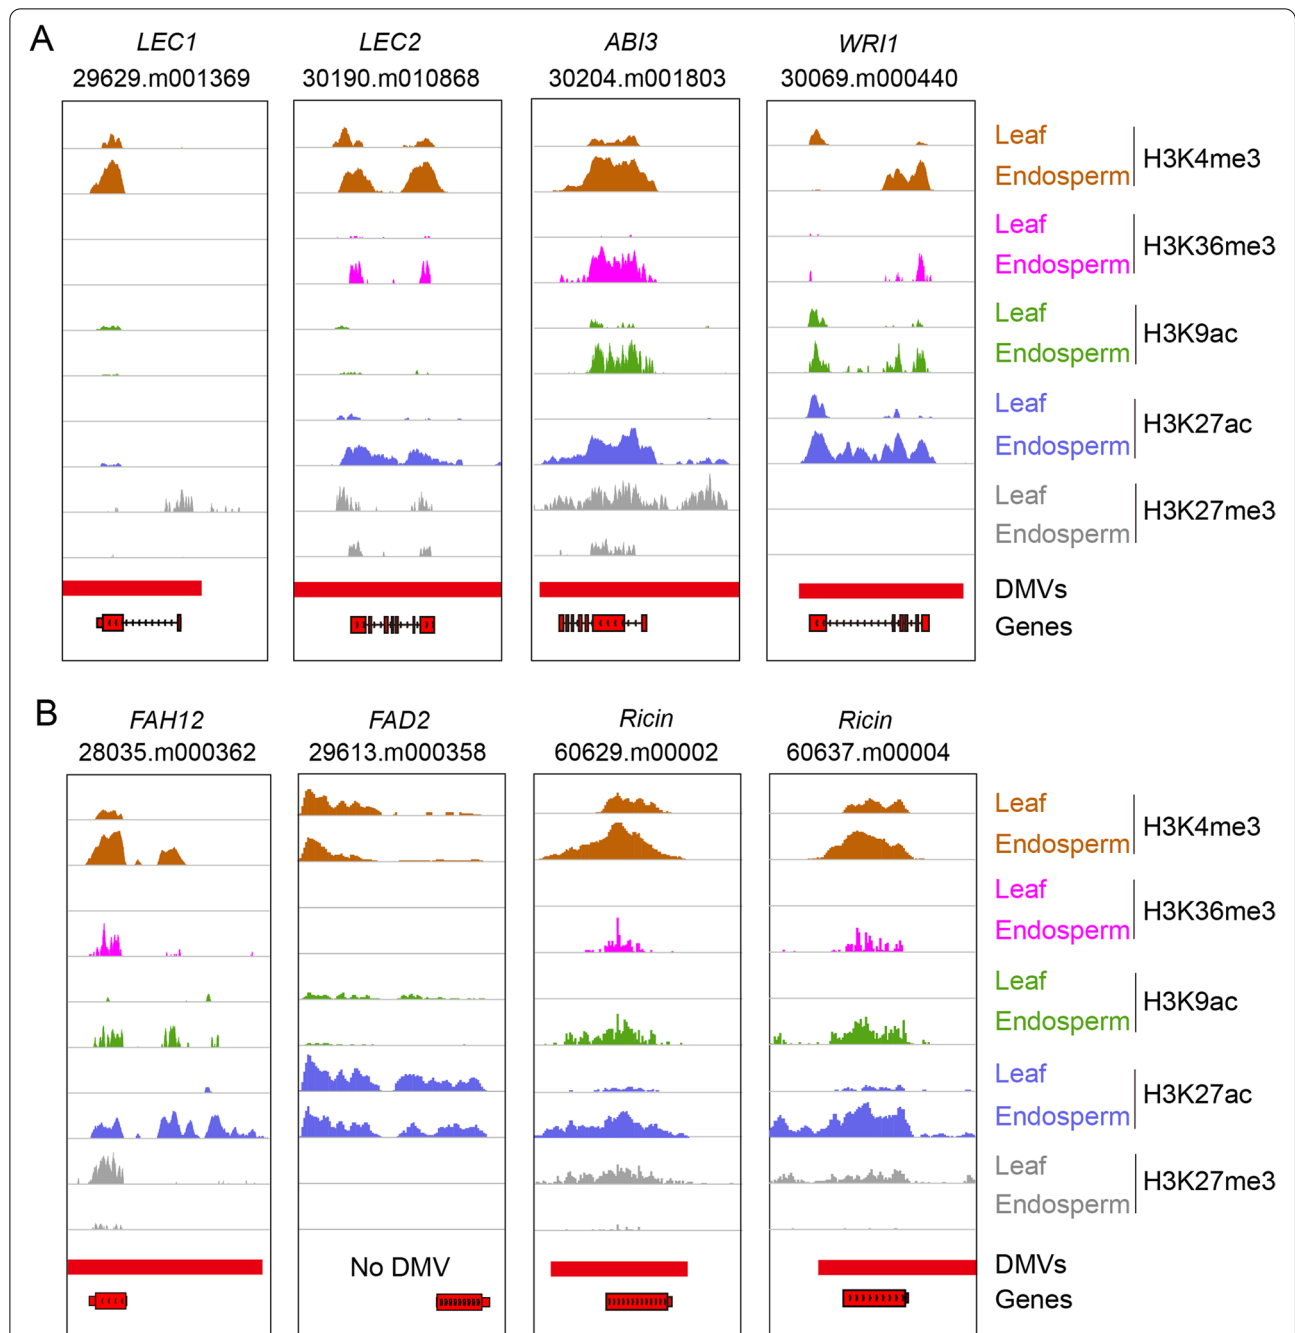 A
LEC1 LEC2 ABI3 WRI1
29629.m001369 30190.m010868 30204.m001803 30069.m000440
Leaf
Endosperm
H3K4me3
Leaf
Endosperm
H3K36me3
Leaf
Endosperm
H3K9ac
Leaf
Endosperm
H3K27ac
Leaf
Endosperm
H3K27me3
DMVs
Genes
B
FAH12 FAD2 Ricin Ricin
28035.m000362 29613.m000358 60629.m00002 60637.m00004
Leaf
Endosperm
H3K4me3
Leaf
Endosperm
H3K36me3
Leaf
Endosperm
H3K9ac
Leaf
Endosperm
H3K27ac
Leaf
Endosperm
H3K27me3
No DMV
DMVs
Genes